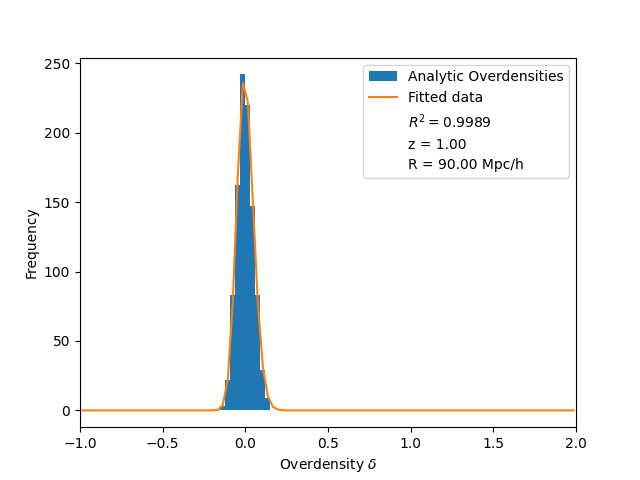 Analytic Overdensities
Fitted data
R² = 0.9989
z = 1.00
R = 90.00 Mpc/h
250
200
150
100
50
0
Frequency
−1.0 −0.5 0.0 0.5 1.0 1.5 2.0
Overdensity δ